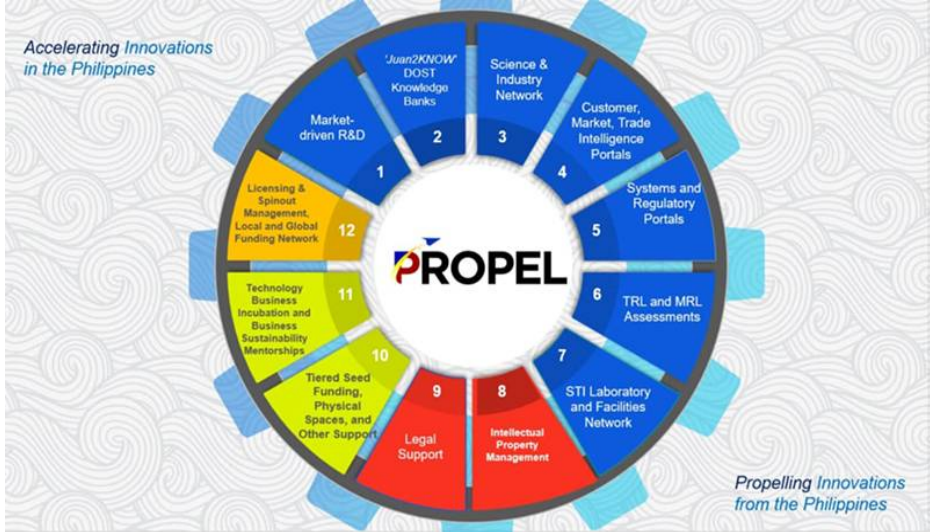 Accelerating Innovations
in the Philippines
Market-
driven R&D
1
'Juan2KNOW'
DOST
Knowledge
Banks
2
Science &
Industry
Network
3
Customer,
Market, Trade
Intelligence
Portals
4
Systems and
Regulatory
Portals
5
TRL and MRL
Assessments
6
STI Laboratory
and Facilities
Network
7
Intellectual
Property
Management
8
Legal
Support
9
Tiered Seed
Funding,
Physical
Spaces, and
Other Support
10
Technology
Business
Incubation and
Business
Sustainability
Mentorships
11
Licensing &
Spinout
Management,
Local and Global
Funding Network
12
PROPEL
Propelling Innovations
from the Philippines